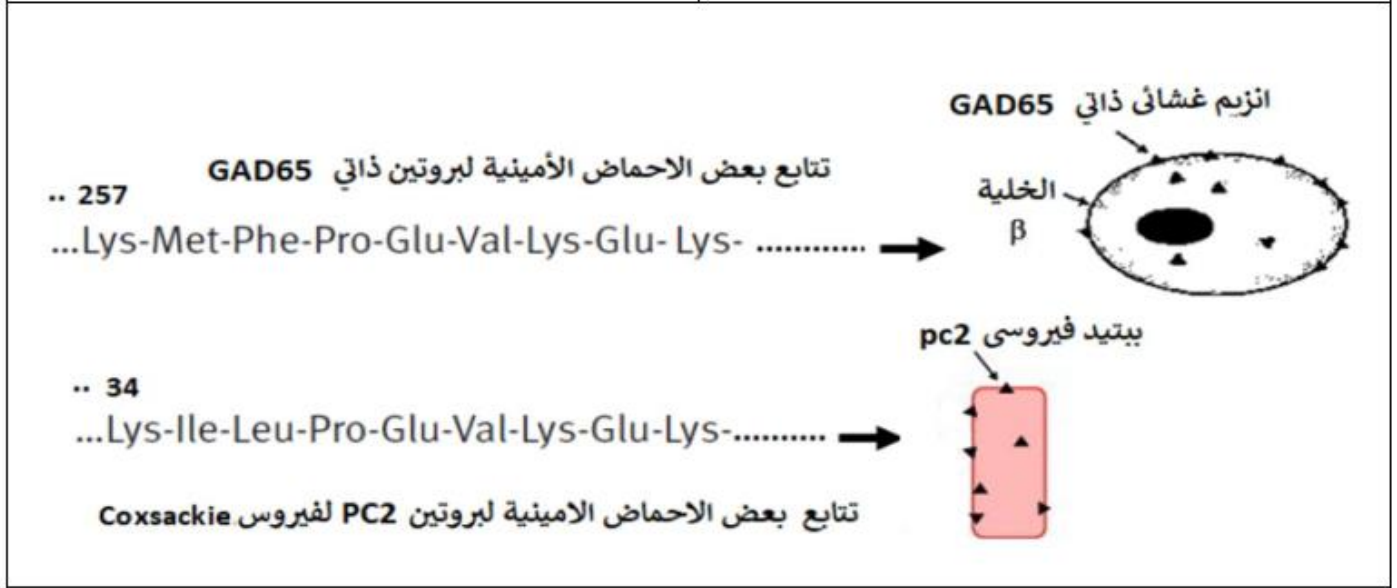 انزيم غشائى ذاتي GAD65
تتابع بعض الاحماض الأمينية لبروتين ذاتي GAD65
.. 257
الخلية
β
...Lys-Met-Phe-Pro-Glu-Val-Lys-Glu- Lys- ............
ببتيد فيروسى pc2
.. 34
...Lys-Ile-Leu-Pro-Glu-Val-Lys-Glu-Lys-..........
تتابع بعض الاحماض الامينية لبروتين PC2 لفيروس Coxsackie.